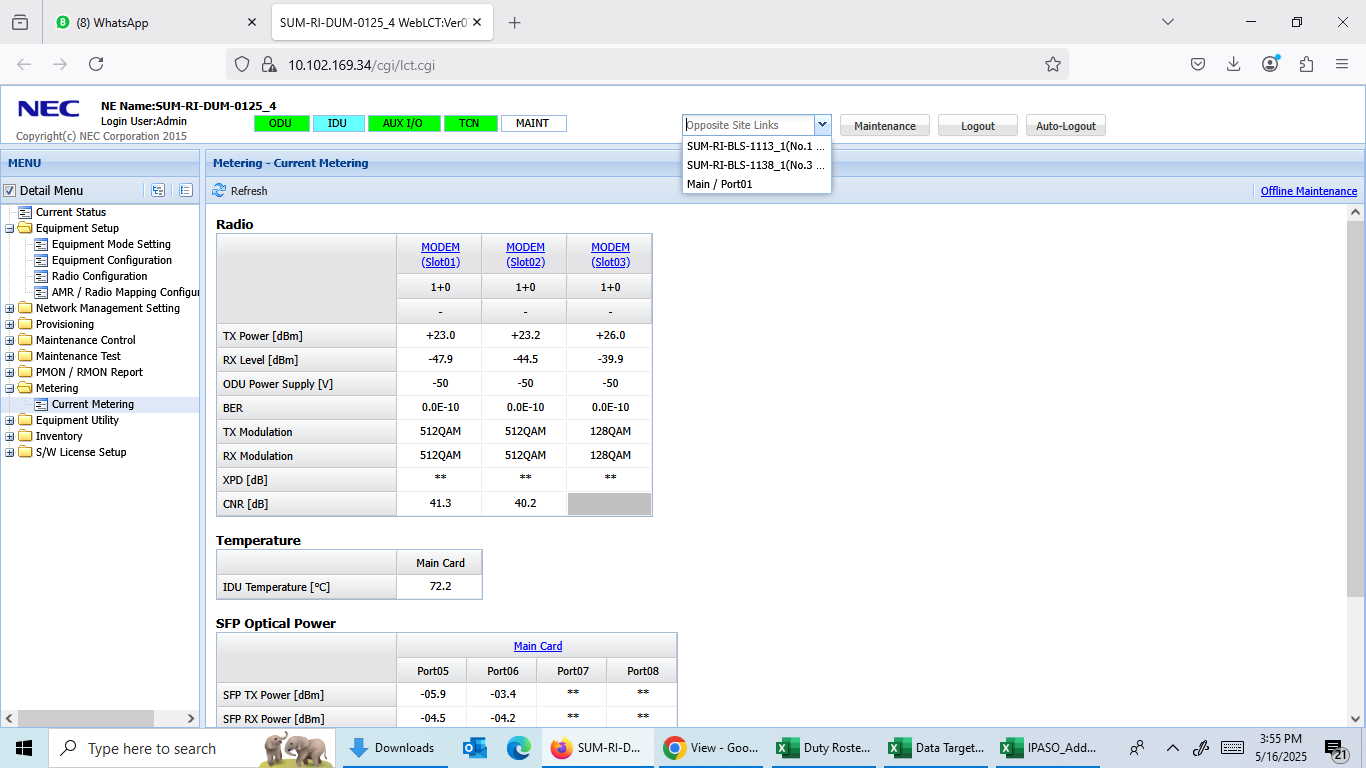 (8) WhatsApp
SUM-RI-DUM-0125_4 WebLCT:Ver0
10.102.169.34/cgi/lct.cgi
NEC
NE Name:SUM-RI-DUM-0125_4
Login User:Admin
Copyright(c) NEC Corporation 2015
ODU
IDU
AUX I/O
TCN
MAINT
Opposite Site Links
SUM-RI-BLS-1113_1(No.1 ...
SUM-RI-BLS-1138_1(No.3 ...
Main / Port01
Maintenance
Logout
Auto-Logout
MENU
Detail Menu
Current Status
Equipment Setup
Equipment Mode Setting
Equipment Configuration
Radio Configuration
AMR / Radio Mapping Configu
Network Management Setting
Provisioning
Maintenance Control
Maintenance Test
PMON / RMON Report
Metering
Current Metering
Equipment Utility
Inventory
S/W License Setup
Metering - Current Metering
Refresh
Offline Maintenance
Radio
MODEM (Slot01) MODEM (Slot02) MODEM (Slot03)
1+0 1+0 1+0
- - -
TX Power [dBm] +23.0 +23.2 +26.0
RX Level [dBm] -47.9 -44.5 -39.9
ODU Power Supply [V] -50 -50 -50
BER 0.0E-10 0.0E-10 0.0E-10
TX Modulation 512QAM 512QAM 128QAM
RX Modulation 512QAM 512QAM 128QAM
XPD [dB] ** ** **
CNR [dB] 41.3 40.2
Temperature
Main Card
IDU Temperature [°C] 72.2
SFP Optical Power
Main Card
Port05 Port06 Port07 Port08
SFP TX Power [dBm] -05.9 -03.4 ** **
SFP RX Power [dBm] -04.5 -04.2 ** **
Type here to search
Downloads
SUM-RI-D...
View - Goo...
Duty Roste...
Data Target...
IPASO_Add...
3:55 PM
5/16/2025
21